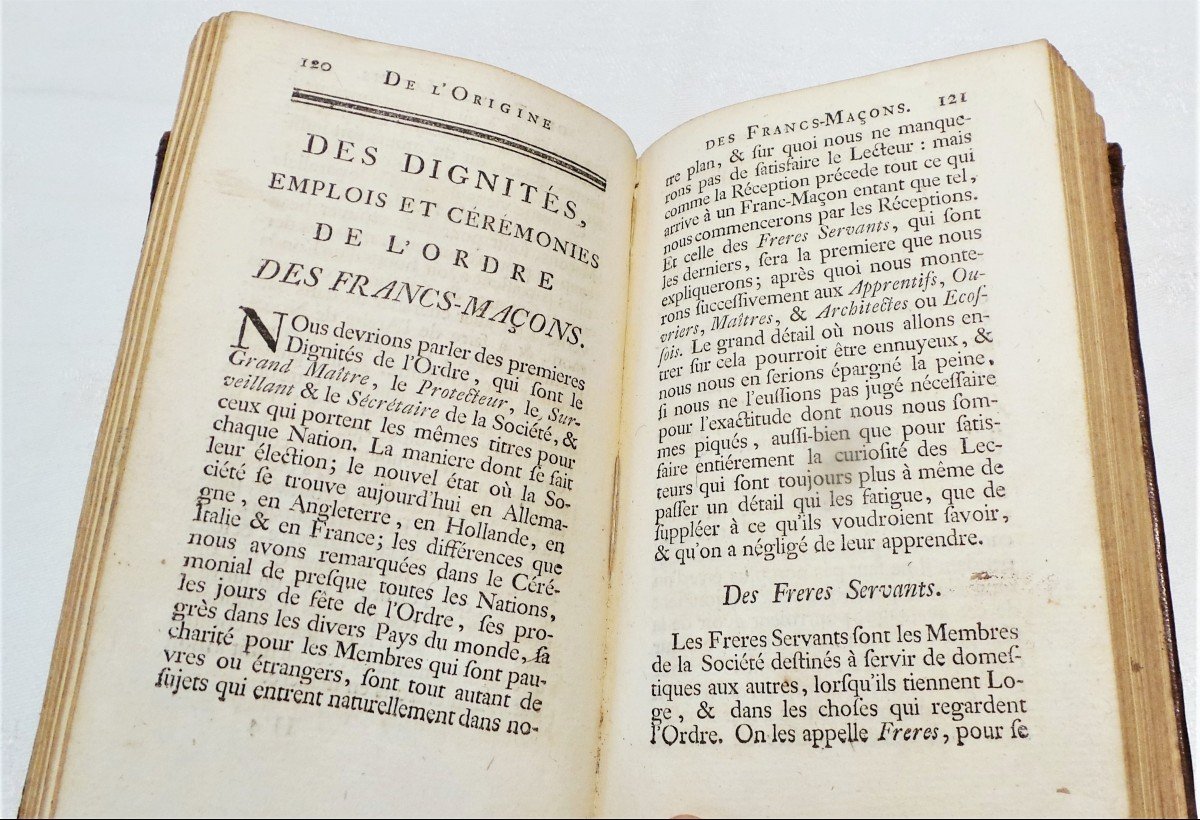 120 DE L'ORIGINE
DES DIGNITÉS,
EMPLOIS ET CÉRÉMONIES
DE L'ORDRE
DES FRANCS-MAÇONS.
NOus devrions parler des premieres
Dignités de l'Ordre, qui ſont le
Grand Maître, le Protecteur, le Sur-
veillant & le Sécrétaire de la Société, &
ceux qui portent les mêmes titres pour
chaque Nation. La maniere dont ſe fait
leur élection; le nouvel état où la So-
ciété ſe trouve aujourd'hui en Allema-
gne, en Angleterre, en Hollande, en
Italie & en France; les différences que
nous avons remarquées dans le Céré-
monial de preſque toutes les Nations,
les jours de fête de l'Ordre, ſes pro-
grès dans les divers Pays du monde, ſa
charité pour les Membres qui ſont pau-
vres ou étrangers, ſont tout autant de
ſujets qui entrent naturellement dans no-
DES FRANCS-MAÇONS. 121
tre plan, & ſur quoi nous ne manque-
rons pas de ſatisfaire le Lecteur : mais
comme la Réception précede tout ce qui
arrive à un Franc-Maçon entant que tel,
nous commencerons par les Réceptions.
Et celle des Freres Servants, qui ſont
les derniers, ſera la premiere que nous
expliquerons; après quoi nous monte-
rons ſucceſſivement aux Apprentifs, Ou-
vriers, Maîtres, & Architectes ou Ecoſ-
ſois. Le grand détail où nous allons en-
trer ſur cela pourroit être ennuyeux, &
nous nous en ſerions épargné la peine,
ſi nous ne l'euſſions pas jugé néceſſaire
pour l'exactitude dont nous nous ſom-
mes piqués, auſſi-bien que pour ſatis-
faire entiérement la curioſité des Lec-
teurs qui ſont toujours plus à même de
paſſer un détail qui les fatigue, que de
ſuppléer à ce qu'ils voudroient ſavoir,
& qu'on a négligé de leur apprendre.
Des Freres Servants.
Les Freres Servants ſont les Membres
de la Société deſtinés à ſervir de domeſ-
tiques aux autres, lorſqu'ils tiennent Lo-
ge, & dans les choſes qui regardent
l'Ordre. On les appelle Freres, pour ſe